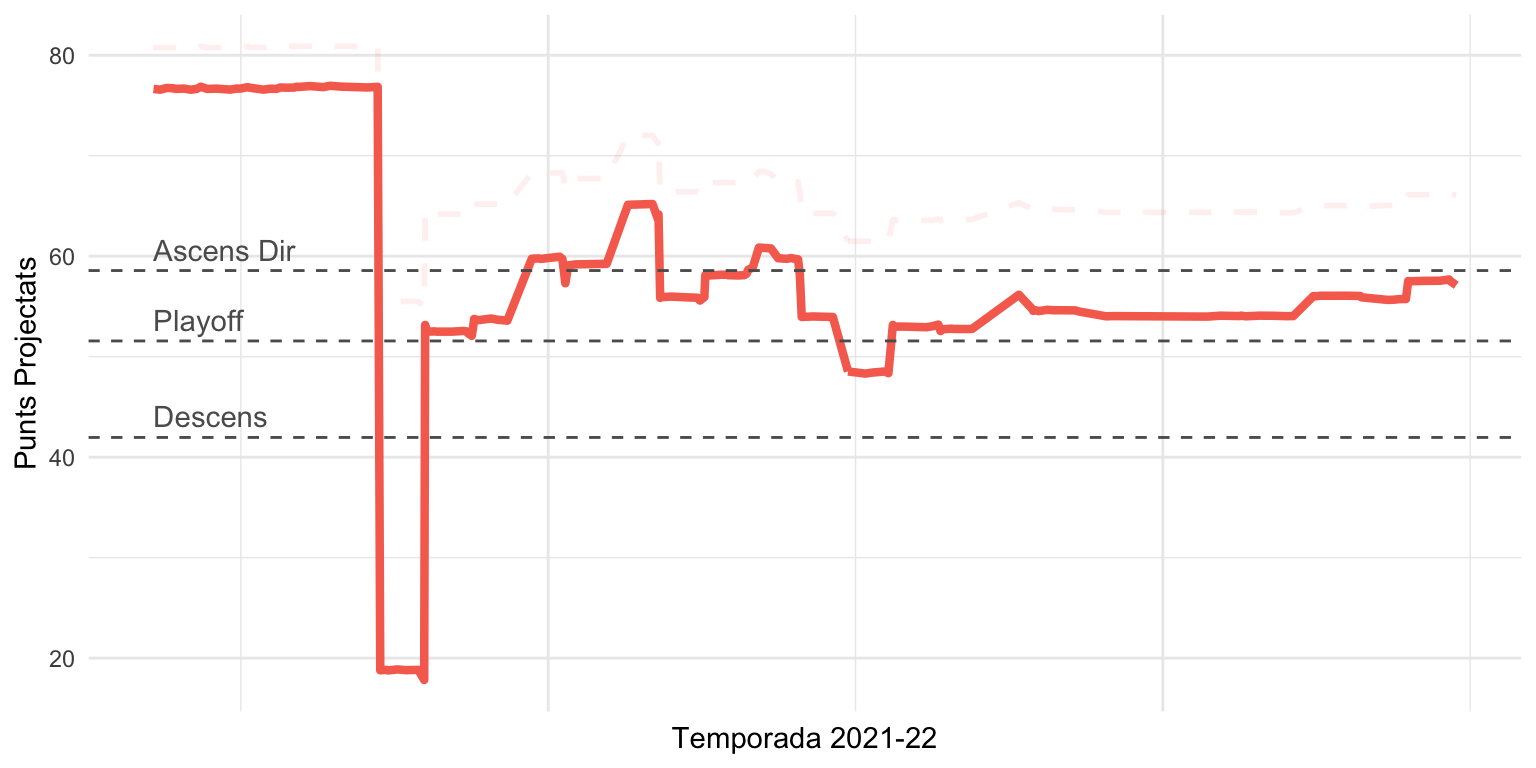 80
60
40
20
Punts Projectats
Ascens Dir
Playoff
Descens
Temporada 2021-22